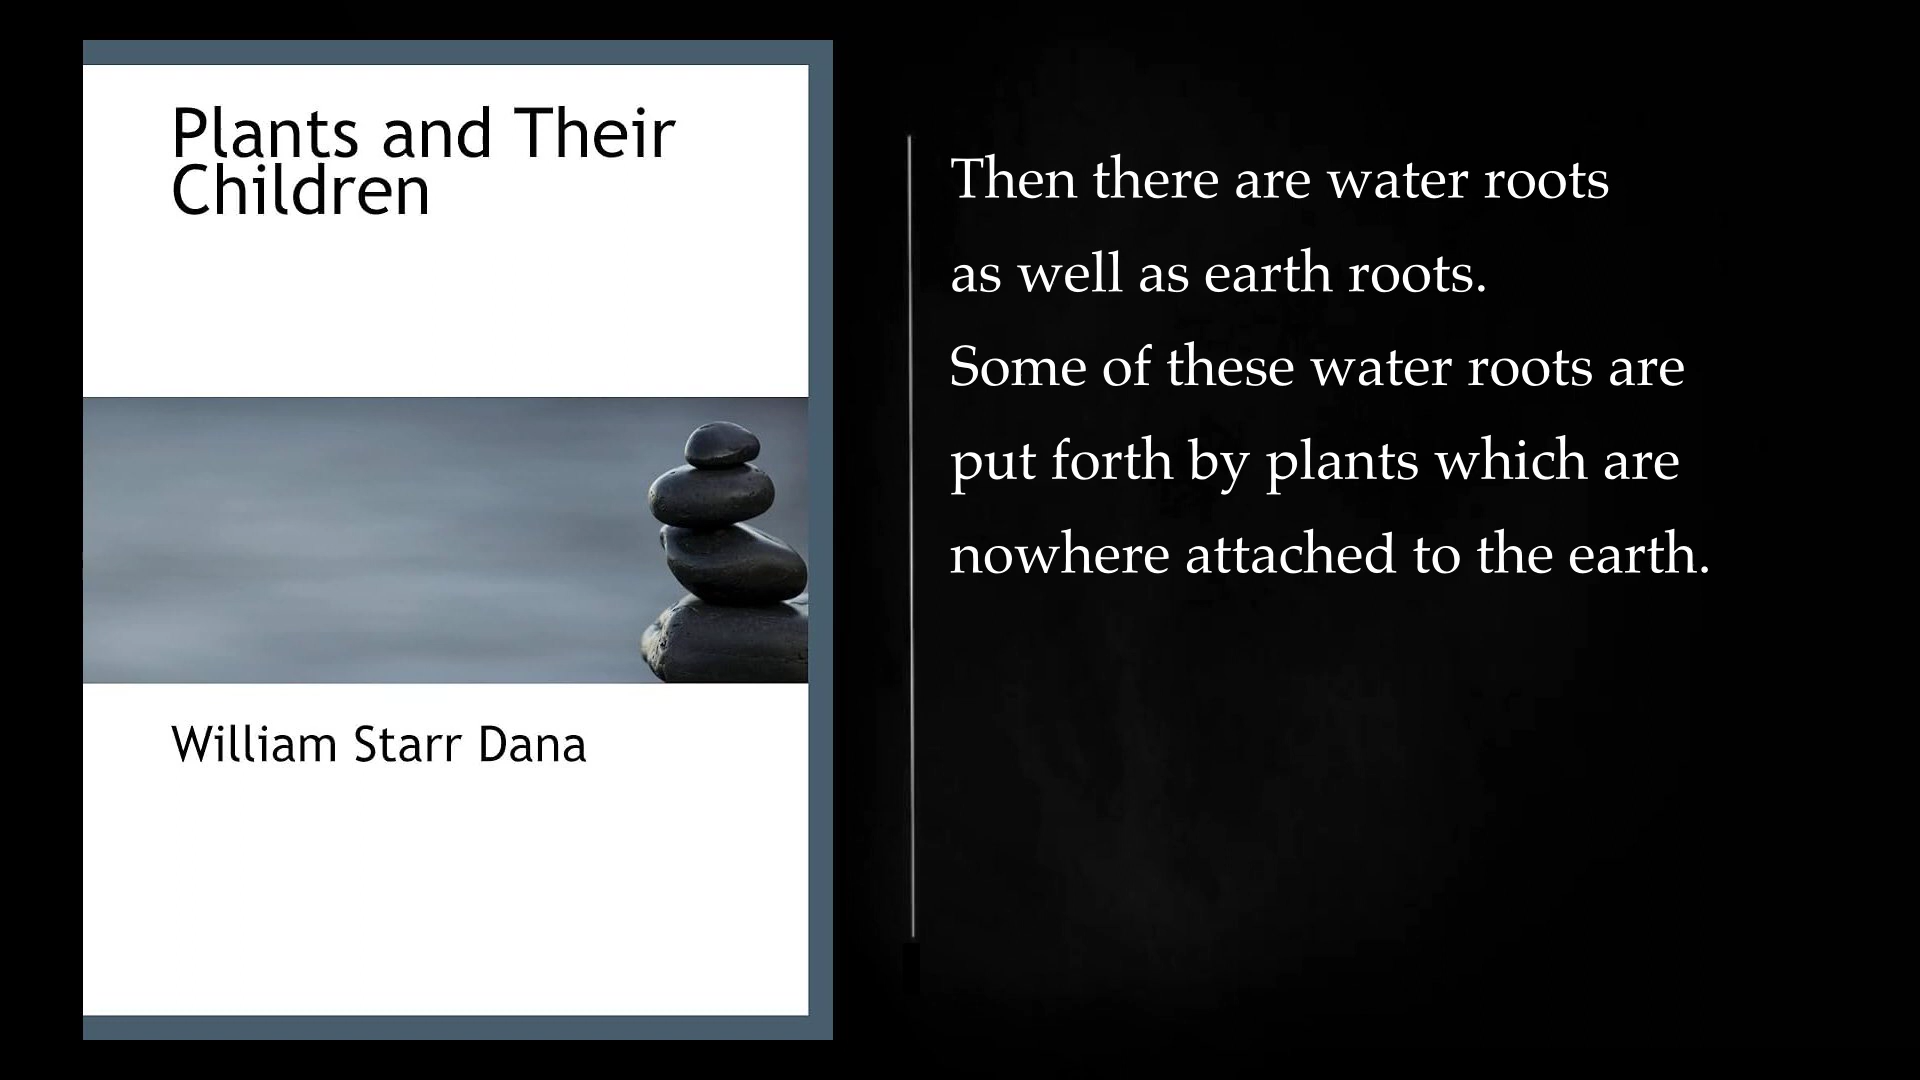 Plants and Their
Children
William Starr Dana
Then there are water roots
as well as earth roots.
Some of these water roots are
put forth by plants which are
nowhere attached to the earth.